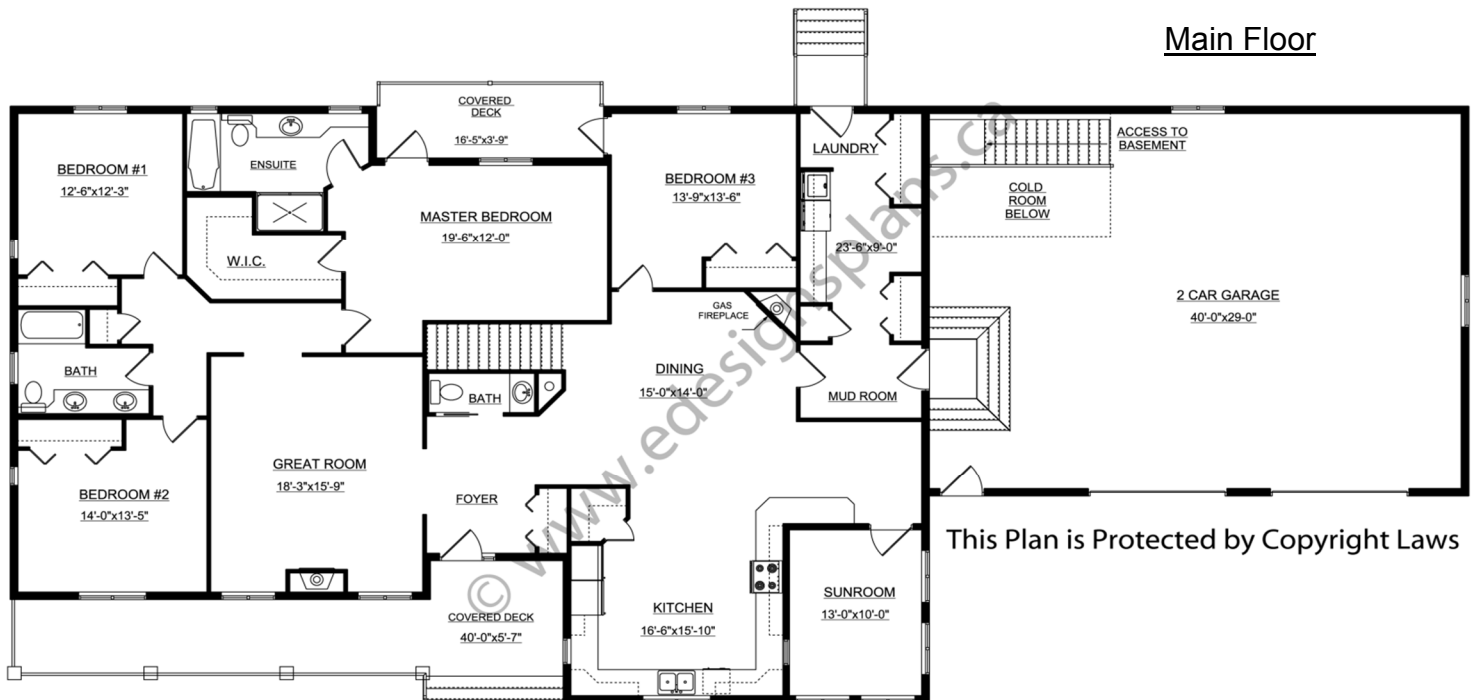 Main Floor
COVERED
DECK
16'-5"x3'-9"
ACCESS TO
BASEMENT
BEDROOM #1
12'-6"x12'-3"
ENSUITE
LAUNDRY
BEDROOM #3
13'-9"x13'-6"
COLD
ROOM
BELOW
MASTER BEDROOM
19'-6"x12'-0"
W.I.C.
23'-6"x9'-0"
2 CAR GARAGE
40'-0"x29'-0"
GAS
FIREPLACE
BATH
DINING
15'-0"x14'-0"
BATH
MUD ROOM
GREAT ROOM
18'-3"x15'-9"
BEDROOM #2
14'-0"x13'-5"
FOYER
This Plan is Protected by Copyright Laws
SUNROOM
13'-0"x10'-0"
KITCHEN
16'-6"x15'-10"
COVERED DECK
40'-0"x5'-7"
© www.edesignsplans.ca